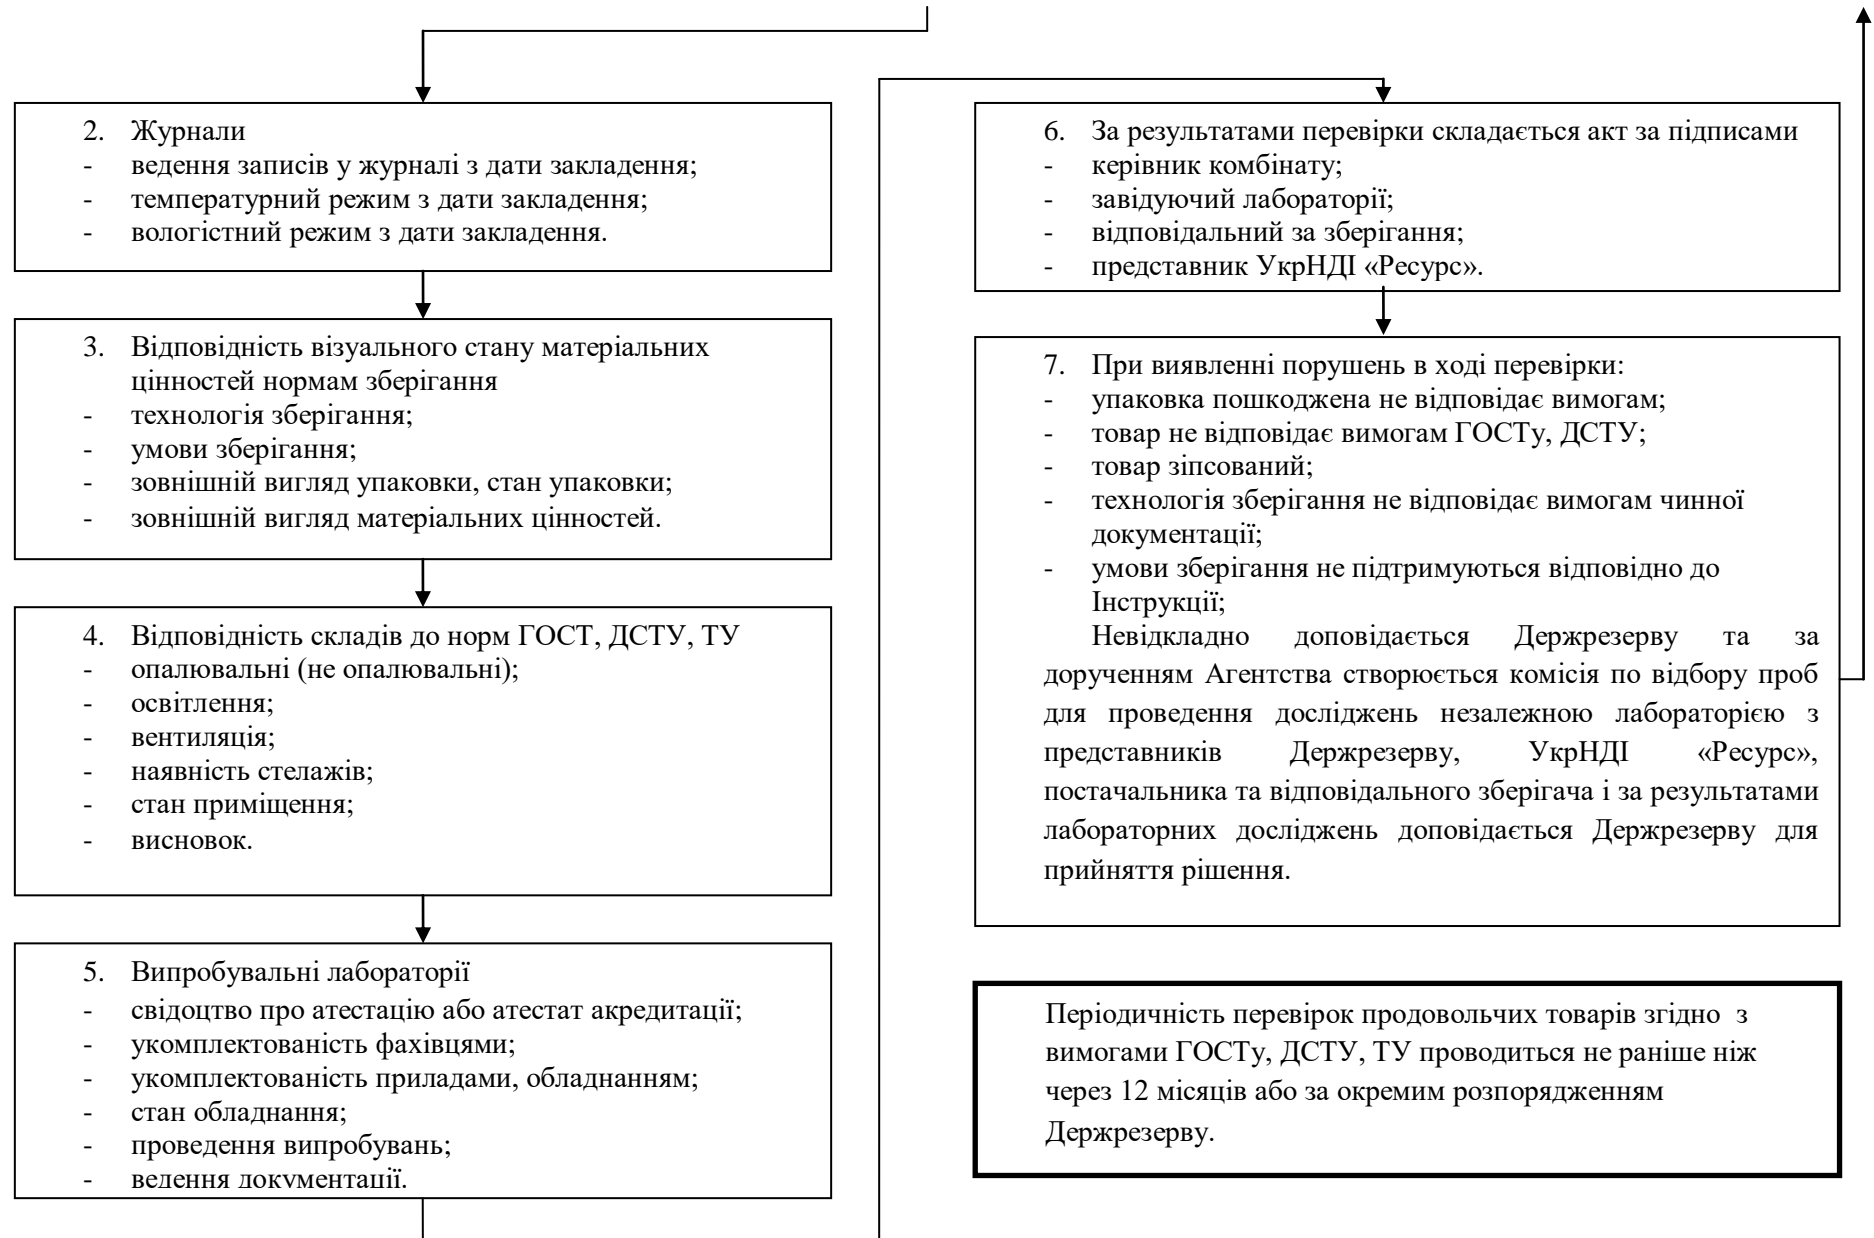 2. Журнали
- ведення записів у журналі з дати закладення;
- температурний режим з дати закладення;
- вологістний режим з дати закладення.
3. Відповідність візуального стану матеріальних
цінностей нормам зберігання
- технологія зберігання;
- умови зберігання;
- зовнішній вигляд упаковки, стан упаковки;
- зовнішній вигляд матеріальних цінностей.
4. Відповідність складів до норм ГОСТ, ДСТУ, ТУ
- опалювальні (не опалювальні);
- освітлення;
- вентиляція;
- наявність стелажів;
- стан приміщення;
- висновок.
5. Випробувальні лабораторії
- свідоцтво про атестацію або атестат акредитації;
- укомплектованість фахівцями;
- укомплектованість приладами, обладнанням;
- стан обладнання;
- проведення випробувань;
- ведення документації.
6. За результатами перевірки складається акт за підписами
- керівник комбінату;
- завідуючий лабораторії;
- відповідальний за зберігання;
- представник УкрНДІ «Ресурс».
7. При виявленні порушень в ході перевірки:
- упаковка пошкоджена не відповідає вимогам;
- товар не відповідає вимогам ГОСТу, ДСТУ;
- товар зіпсований;
- технологія зберігання не відповідає вимогам чинної
документації;
- умови зберігання не підтримуються відповідно до
Інструкції;
Невідкладно доповідається Держрезерву та за
дорученням Агентства створюється комісія по відбору проб
для проведення досліджень незалежною лабораторією з
представників Держрезерву, УкрНДІ «Ресурс»,
постачальника та відповідального зберігача і за результатами
лабораторних досліджень доповідається Держрезерву для
прийняття рішення.
Періодичність перевірок продовольчих товарів згідно з
вимогами ГОСТу, ДСТУ, ТУ проводиться не раніше ніж
через 12 місяців або за окремим розпорядженням
Держрезерву.